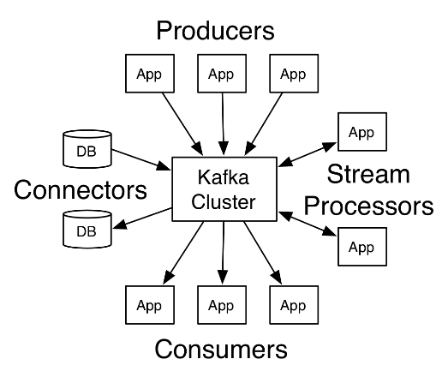 Producers
App
App
App
DB
App
Connectors
Kafka
Cluster
Stream
Processors
DB
App
App
App
App
Consumers